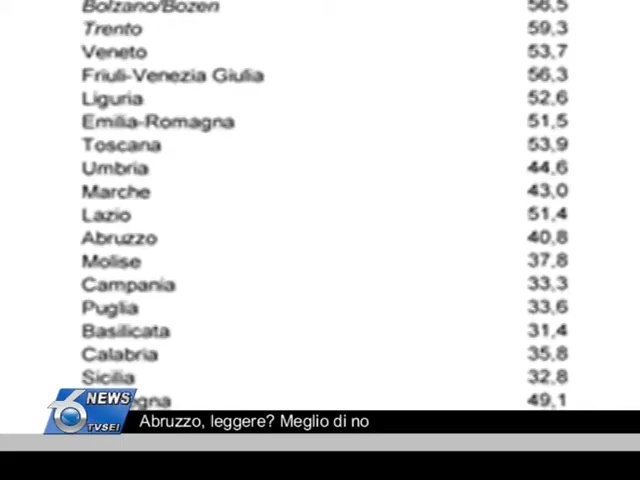 Bolzano/Bozen 56,5
Trento 59,3
Veneto 53,7
Friuli-Venezia Giulia 56,3
Liguria 52,6
Emilia-Romagna 51,5
Toscana 53,9
Umbria 44,6
Marche 43,0
Lazio 51,4
Abruzzo 40,8
Molise 37,8
Campania 33,3
Puglia 33,6
Basilicata 31,4
Calabria 35,8
Sicilia 32,8
egna 49,1
6 NEWS
TVSEI
Abruzzo, leggere? Meglio di no